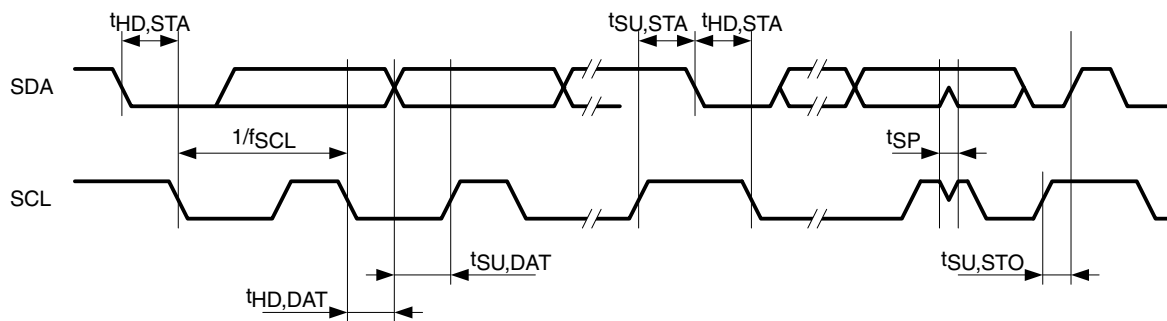 tHD,STA
tSU,STA tHD,STA
SDA
1/fSCL
tSP
SCL
tSU,DAT
tSU,STO
tHD,DAT